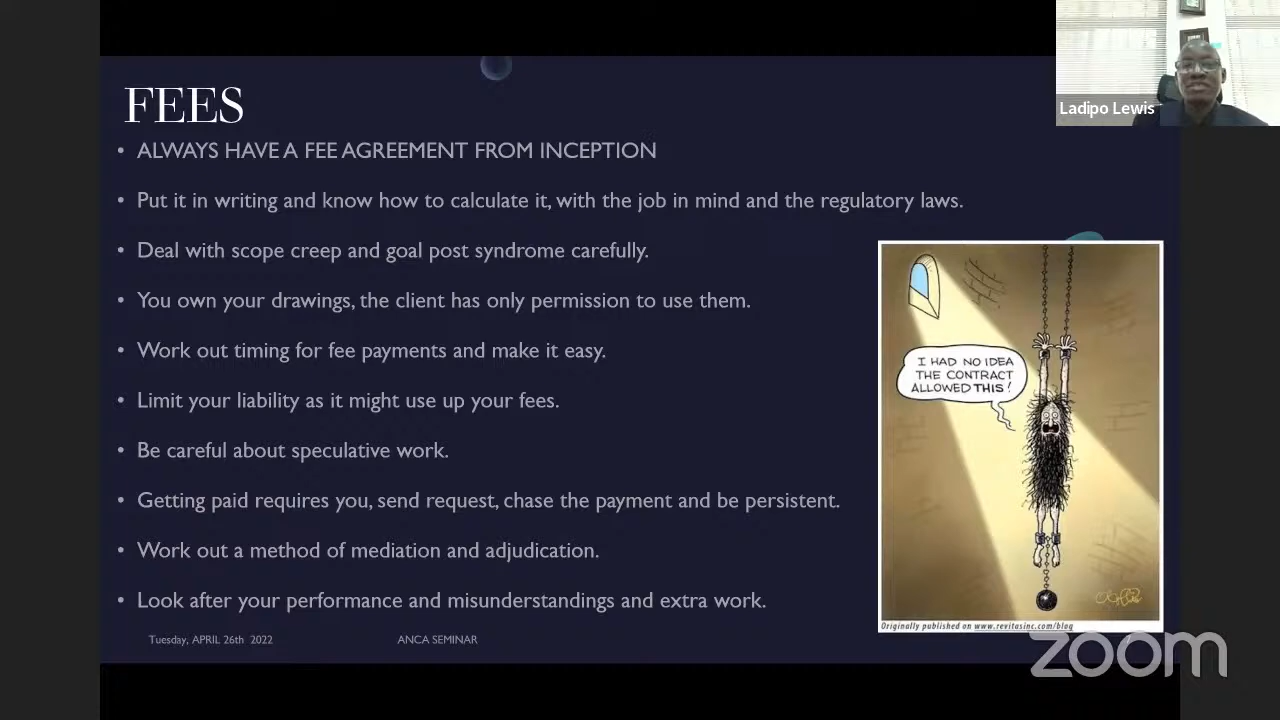 Ladipo Lewis
FEES
• ALWAYS HAVE A FEE AGREEMENT FROM INCEPTION
• Put it in writing and know how to calculate it, with the job in mind and the regulatory laws.
• Deal with scope creep and goal post syndrome carefully.
• You own your drawings, the client has only permission to use them.
• Work out timing for fee payments and make it easy.
• Limit your liability as it might use up your fees.
• Be careful about speculative work.
• Getting paid requires you, send request, chase the payment and be persistent.
• Work out a method of mediation and adjudication.
• Look after your performance and misunderstandings and extra work.
I HAD NO IDEA
THE CONTRACT
ALLOWED THIS!
Originally published on www.revitasinc.com/blog
Tuesday, APRIL 26th 2022
ANCA SEMINAR
zoom